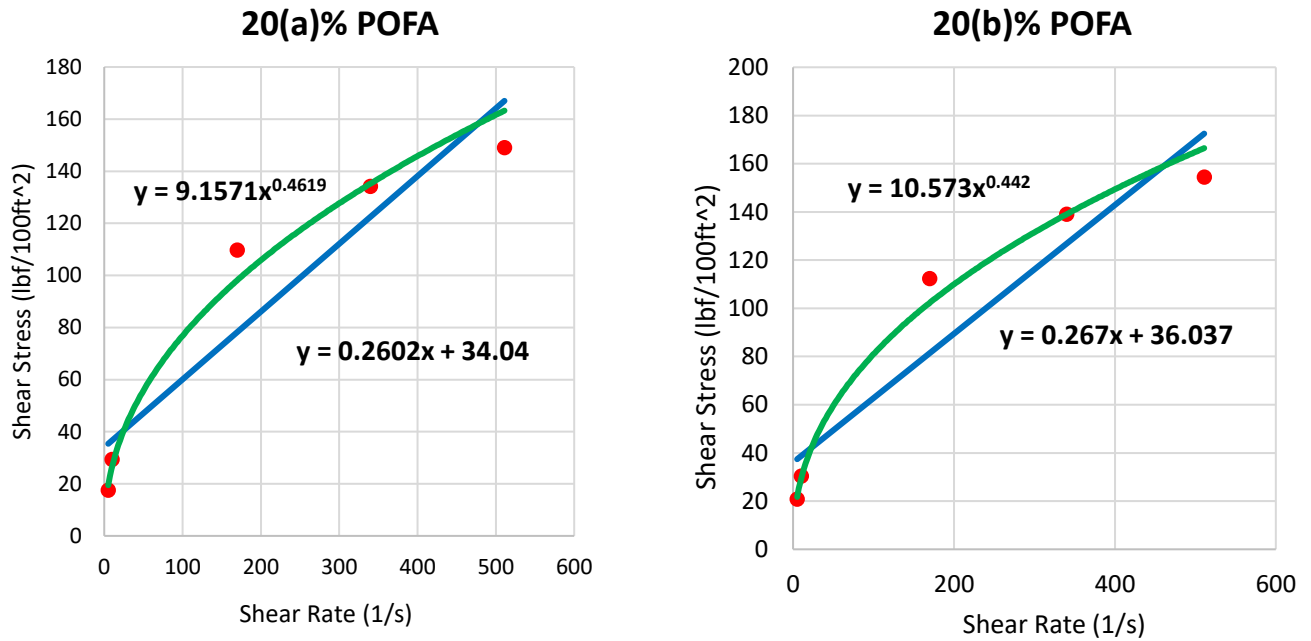 20(a)% POFA
Shear Stress (lbf/100ft^2)
180
160
140
120
100
80
60
40
20
0
y = 9.1571x^0.4619
y = 0.2602x + 34.04
0 100 200 300 400 500 600
Shear Rate (1/s)
20(b)% POFA
Shear Stress (lbf/100ft^2)
200
180
160
140
120
100
80
60
40
20
0
y = 10.573x^0.442
y = 0.267x + 36.037
0 200 400 600
Shear Rate (1/s)